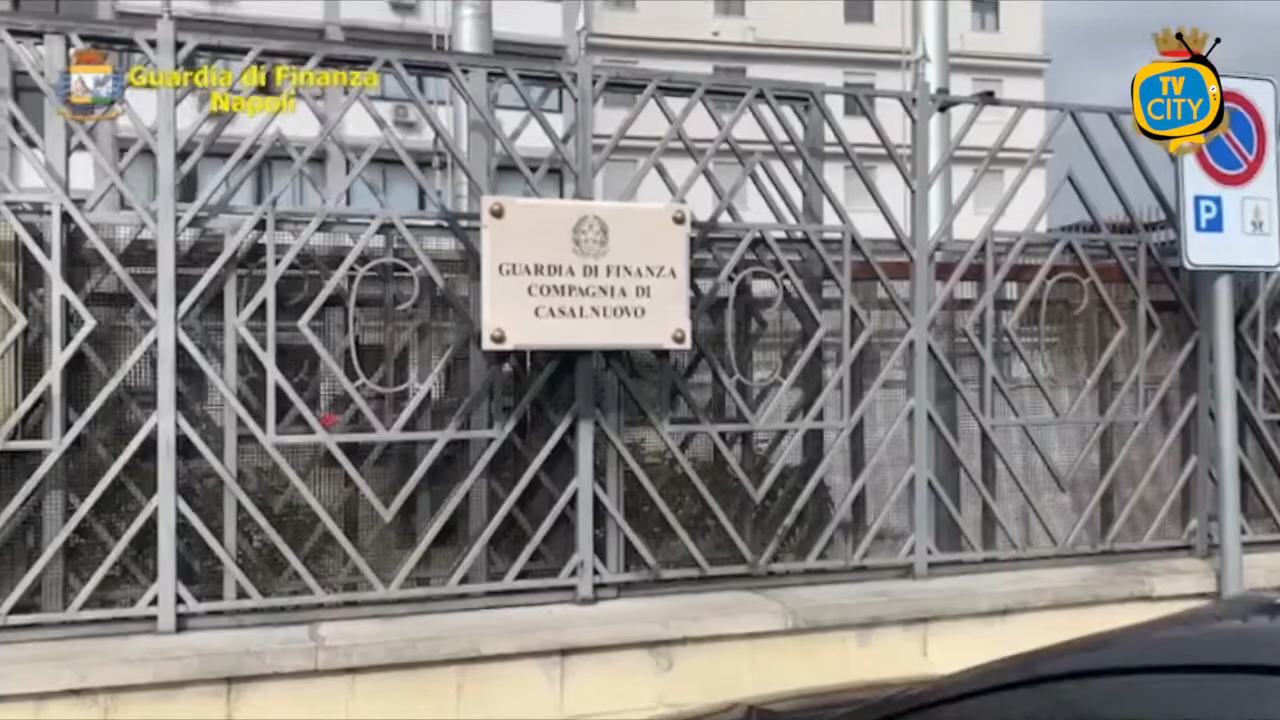 Guardia di Finanza
Napoli
TV
CITY
P
GUARDIA DI FINANZA
COMPAGNIA DI
CASALNUOVO